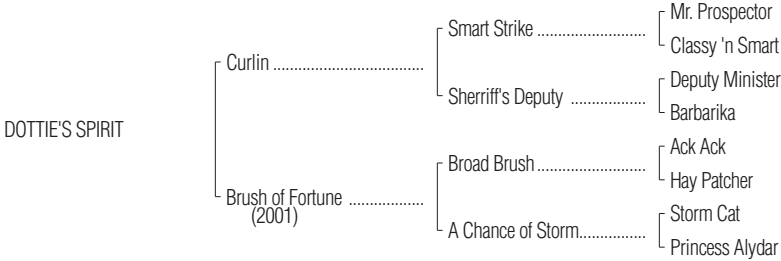 Mr. Prospector
Smart Strike ..........................
Classy 'n Smart
Curlin ....................................
Deputy Minister
Sherriff's Deputy ..................
Barbarika
DOTTIE'S SPIRIT
Ack Ack
Broad Brush ..........................
Hay Patcher
Brush of Fortune ..................
(2001)
Storm Cat
A Chance of Storm................
Princess Alydar